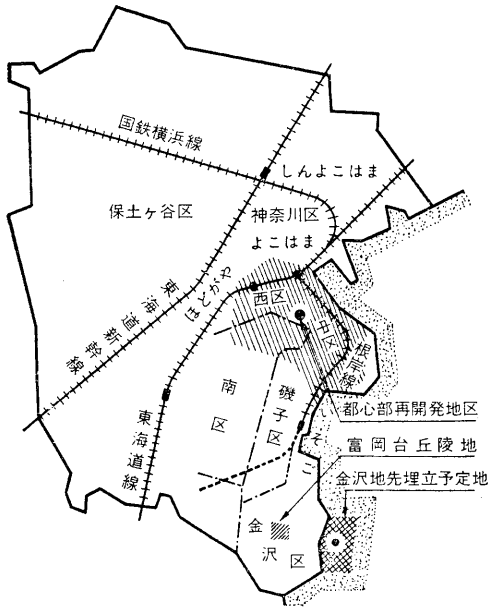 国鉄横浜線
しんよこはま
保土ヶ谷区
神奈川区
よこはま
東海道新幹線
ほどがや
西区
中区
根岸線
南区
磯子区
いそご
都心部再開発地区
富岡台丘陵地
金沢地先埋立予定地
東海道線
金沢区